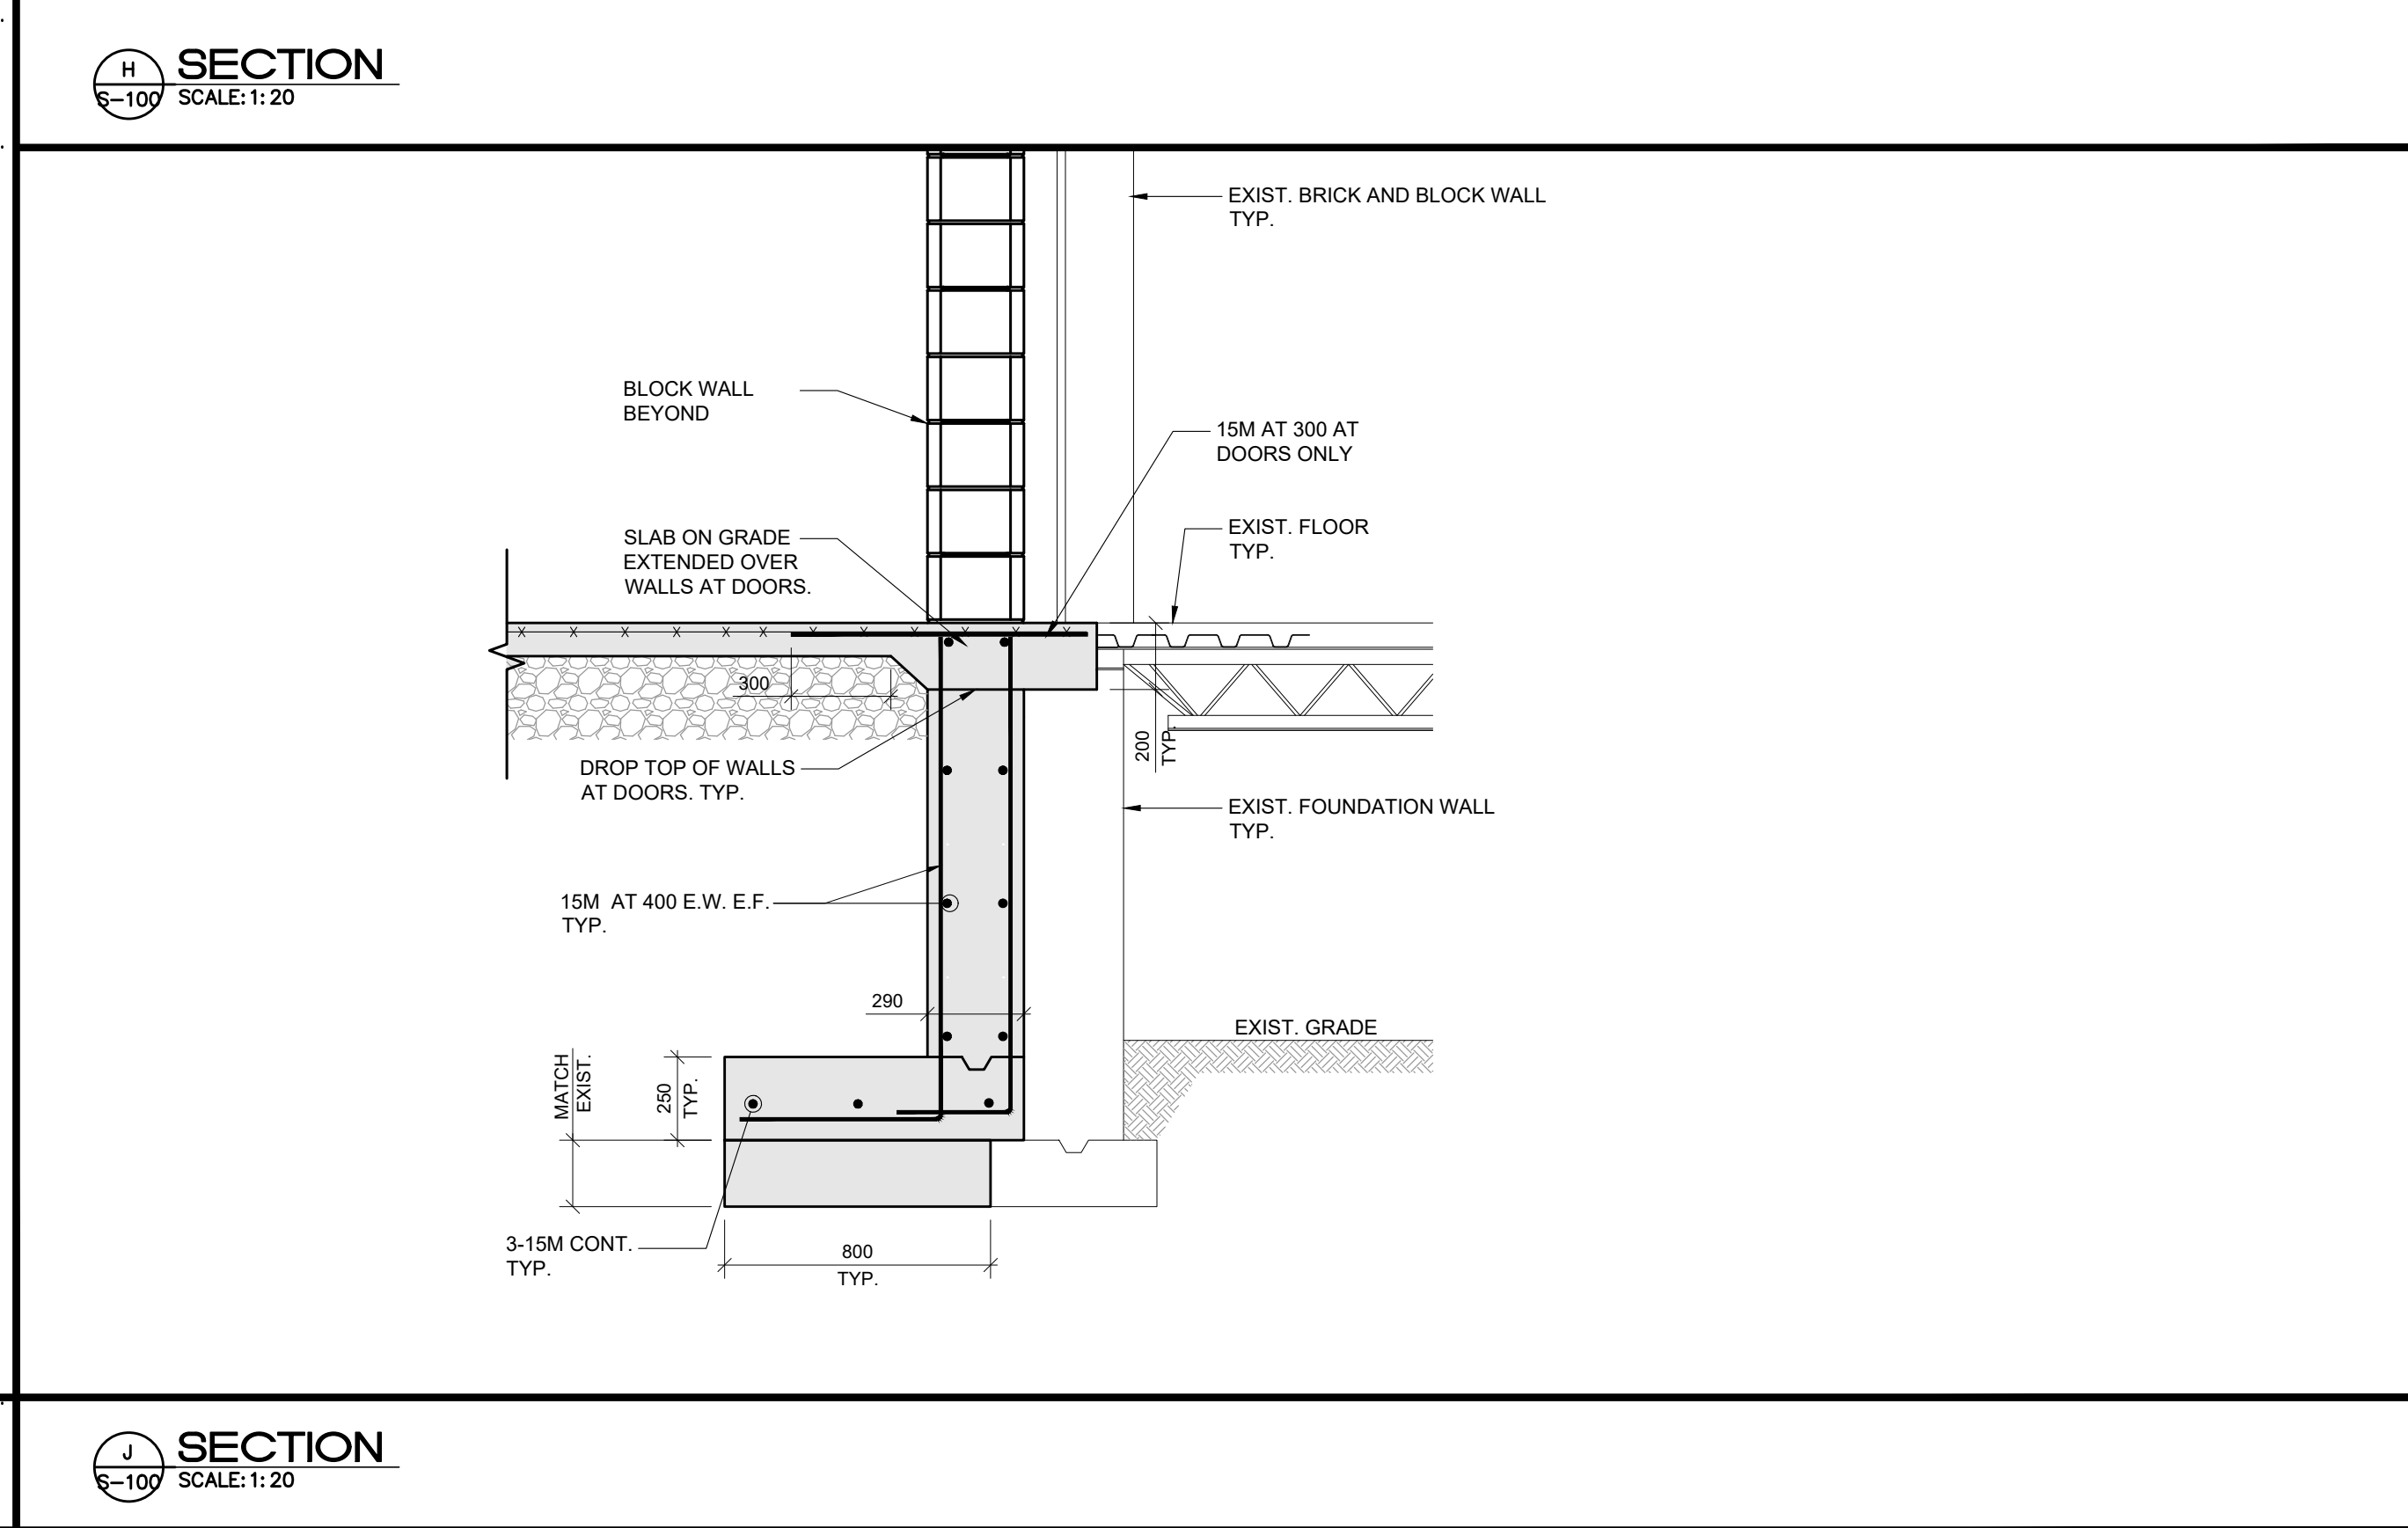 H
S-100
SECTION
SCALE: 1: 20
EXIST. BRICK AND BLOCK WALL
TYP.
BLOCK WALL
BEYOND
15M AT 300 AT
DOORS ONLY
SLAB ON GRADE
EXTENDED OVER
WALLS AT DOORS.
EXIST. FLOOR
TYP.
300
200
TYP.
DROP TOP OF WALLS
AT DOORS. TYP.
EXIST. FOUNDATION WALL
TYP.
15M  AT 400 E.W. E.F.
TYP.
290
EXIST. GRADE
MATCH
EXIST.
250
TYP.
3-15M CONT.
TYP.
800
TYP.
J
S-100
SECTION
SCALE: 1: 20